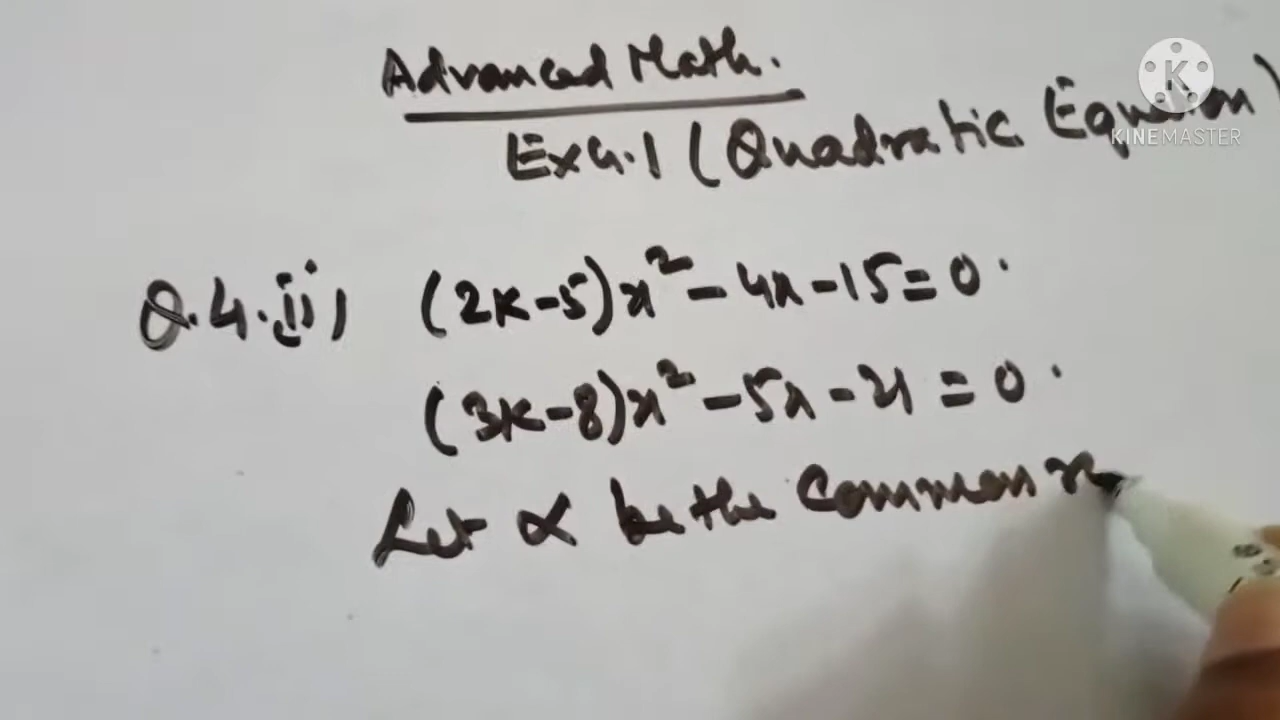 Advanced Math.
Ex 4.1 (Quadratic Equation)
KINEMASTER
Q.4.ii) (2K-5)x² - 4x - 15 = 0.
(3K-8)x² - 5x - 21 = 0.
Let α be the common